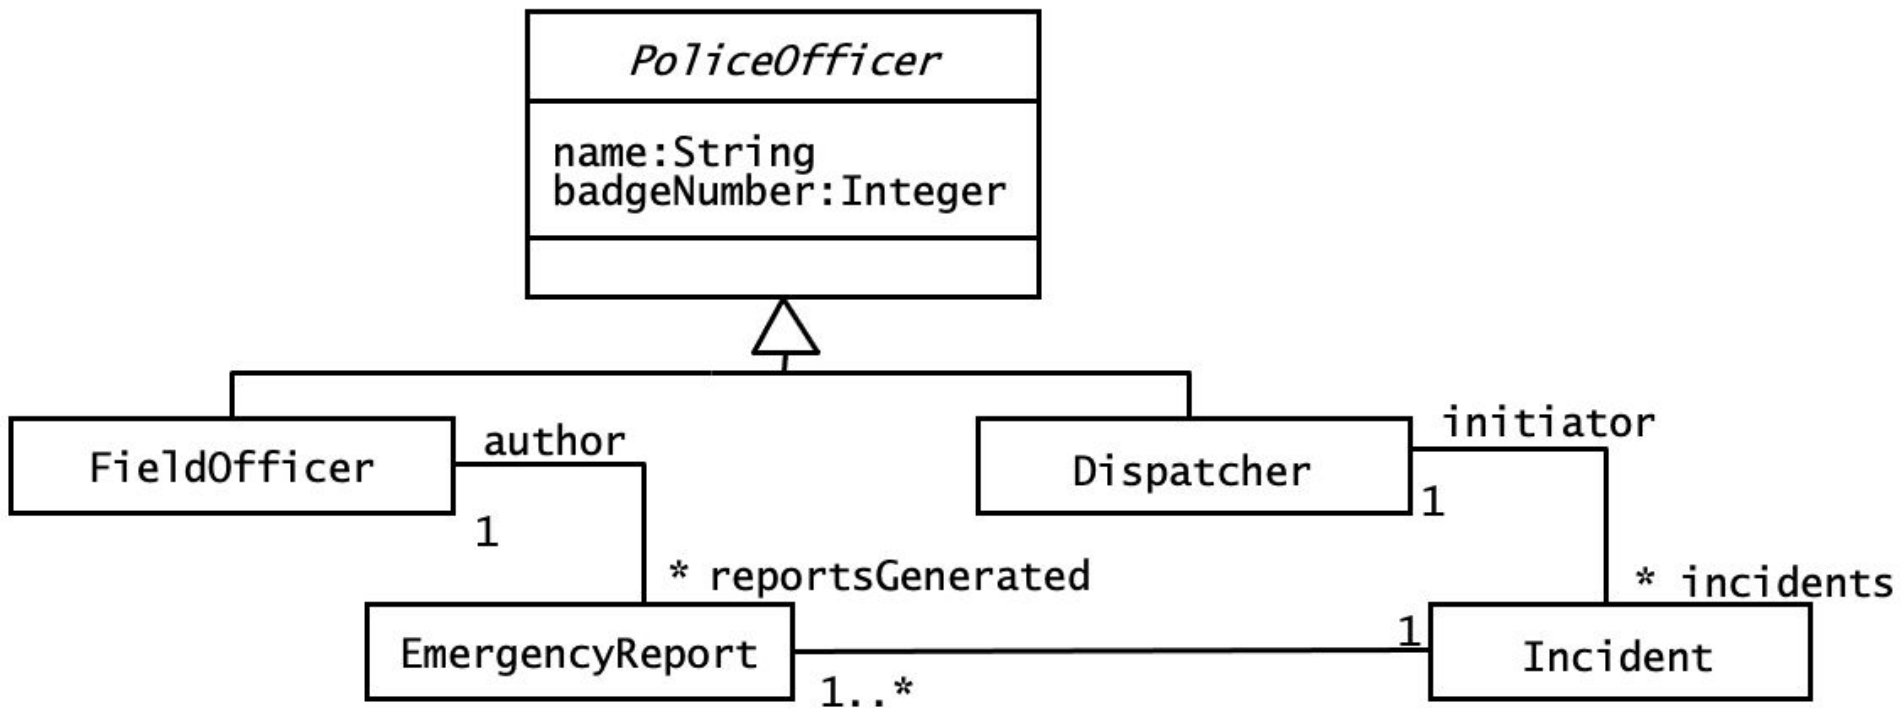 PoliceOfficer
name:String
badgeNumber:Integer
FieldOfficer
author
1
Dispatcher
initiator
1
* reportsGenerated
* incidents
EmergencyReport
1..*
1
Incident